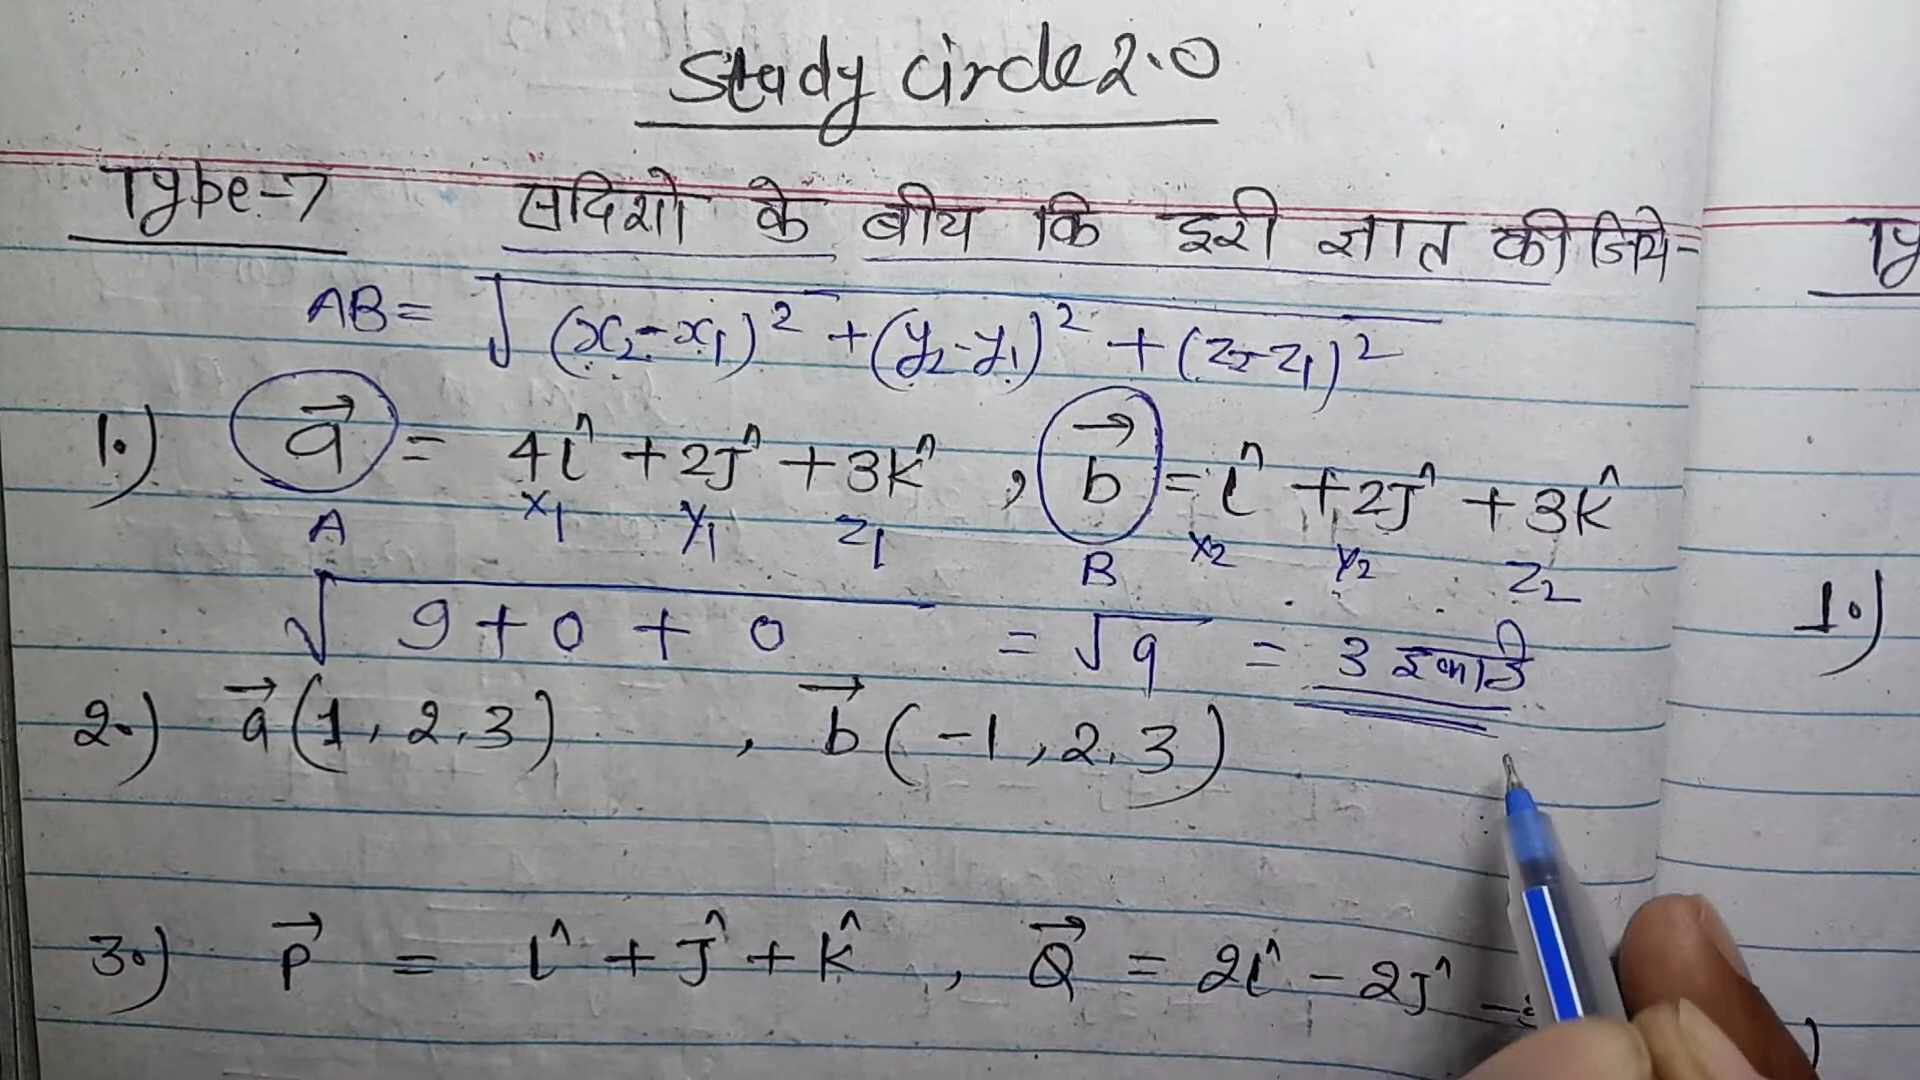 Study Circle 2.0
Type-7 सदिशो के बीच कि दुरी ज्ञात कीजिये-
AB = √(x₂-x₁)² + (y₂-y₁)² + (z₂-z₁)²
1.) a⃗ = 4î + 2ĵ + 3k̂ , b⃗ = î + 2ĵ + 3k̂
A x₁ y₁ z₁ B x₂ y₂ z₂
√9 + 0 + 0 = √9 = 3 इकाई
2.) a⃗ (1, 2, 3) , b⃗ (-1, 2, 3)
3.) P⃗ = î + ĵ + k̂ , Q⃗ = 2î - 2ĵ -
Ty
1.)